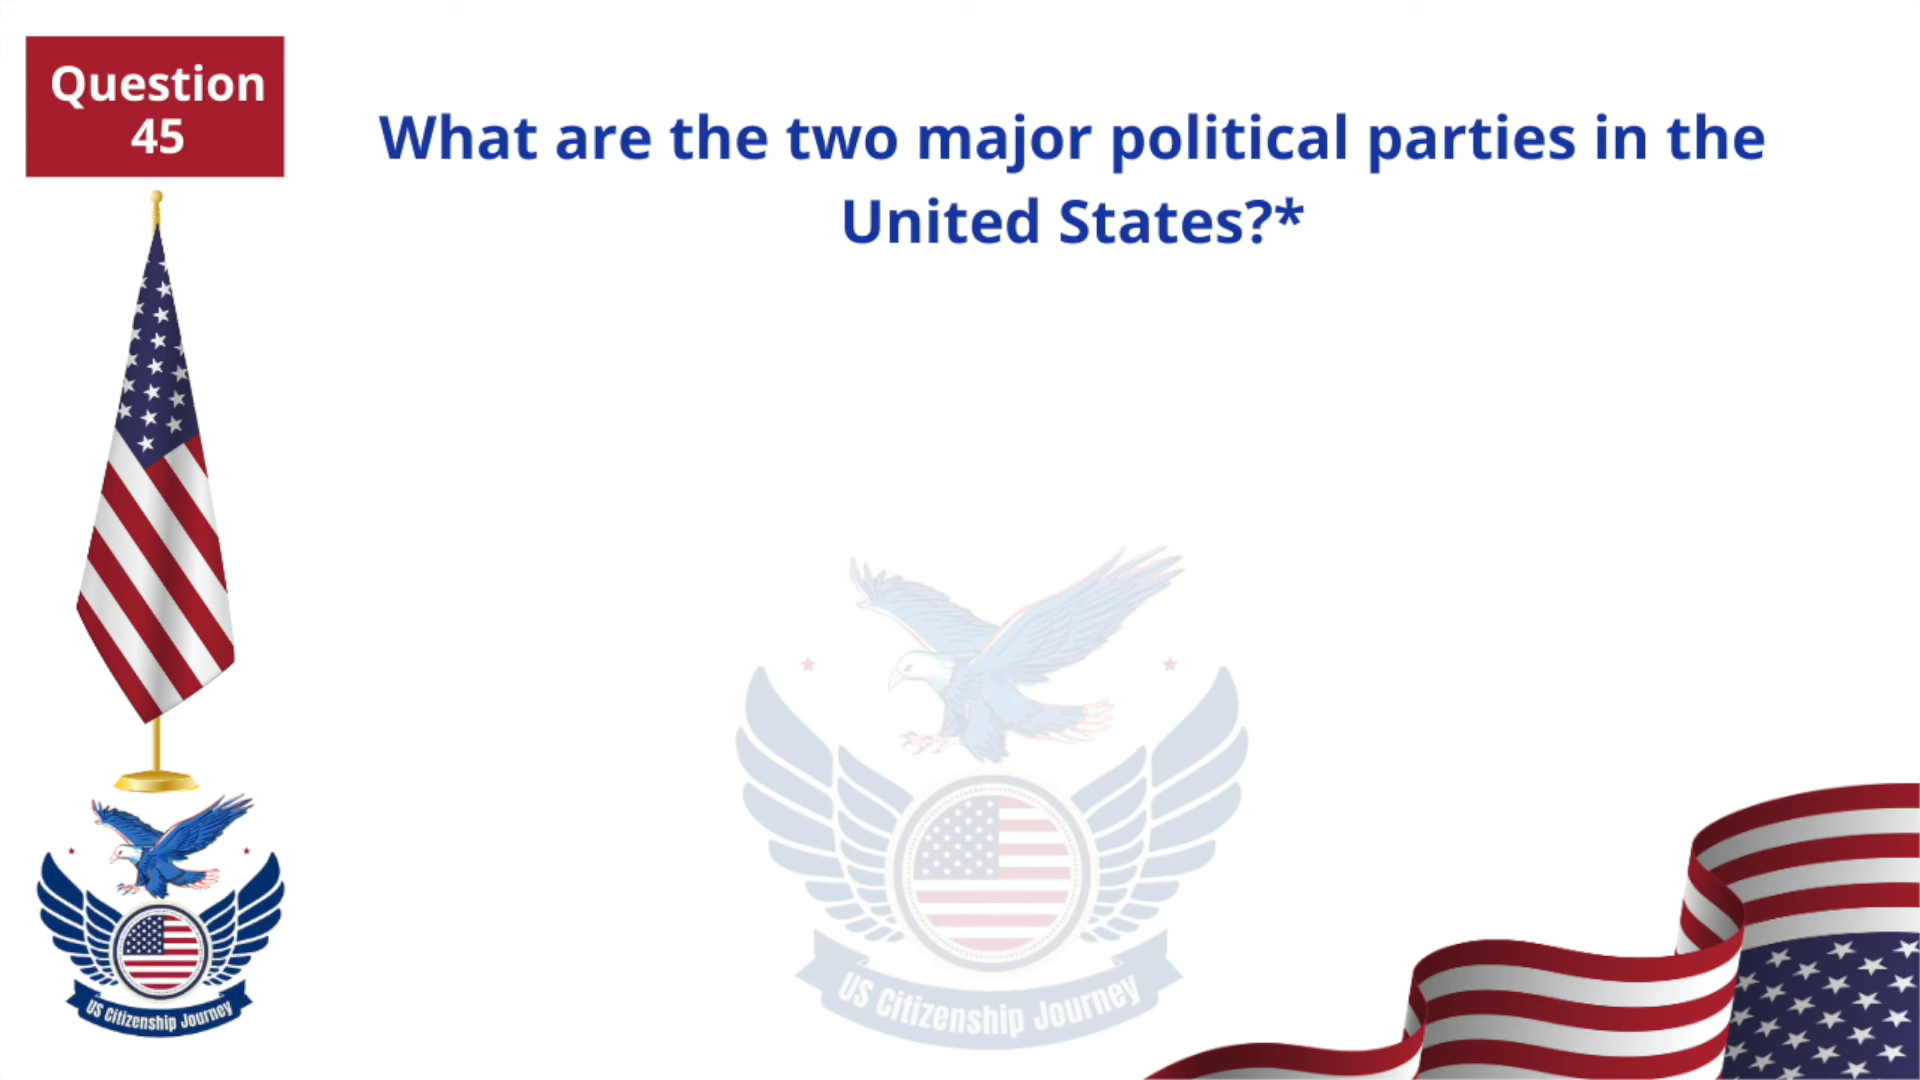 Question
45
What are the two major political parties in the
United States?*
US Citizenship Journey
US Citizenship Journey